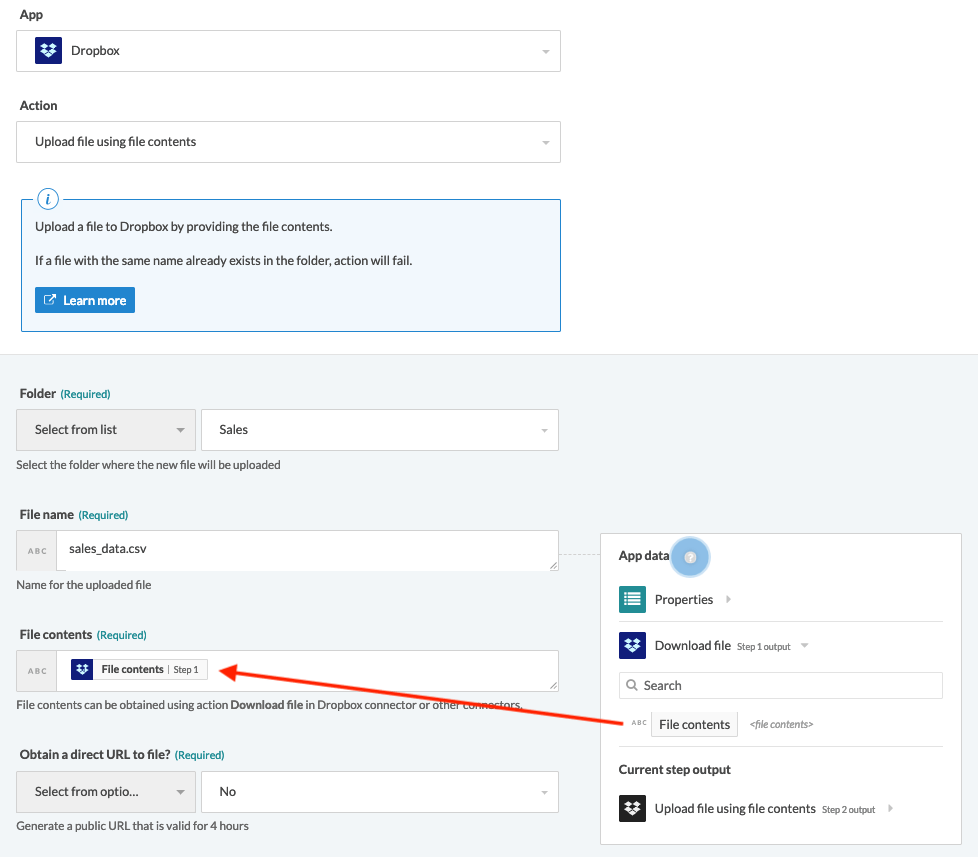 App
Dropbox
Action
Upload file using file contents
i
Upload a file to Dropbox by providing the file contents.
If a file with the same name already exists in the folder, action will fail.
Learn more
Folder (Required)
Select from list
Sales
Select the folder where the new file will be uploaded
File name (Required)
ABC
sales_data.csv
Name for the uploaded file
File contents (Required)
ABC
File contents | Step 1
File contents can be obtained using action Download file in Dropbox connector or other connectors.
Obtain a direct URL to file? (Required)
Select from optio...
No
Generate a public URL that is valid for 4 hours
App data ?
Properties
Download file Step 1 output
Search
ABC File contents <file contents>
Current step output
Upload file using file contents Step 2 output